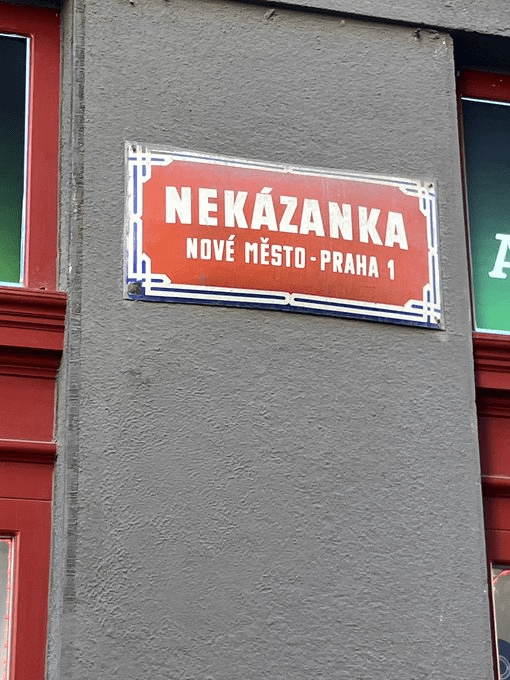 NEKÁZANKA
NOVÉ MĚSTO - PRAHA 1
A